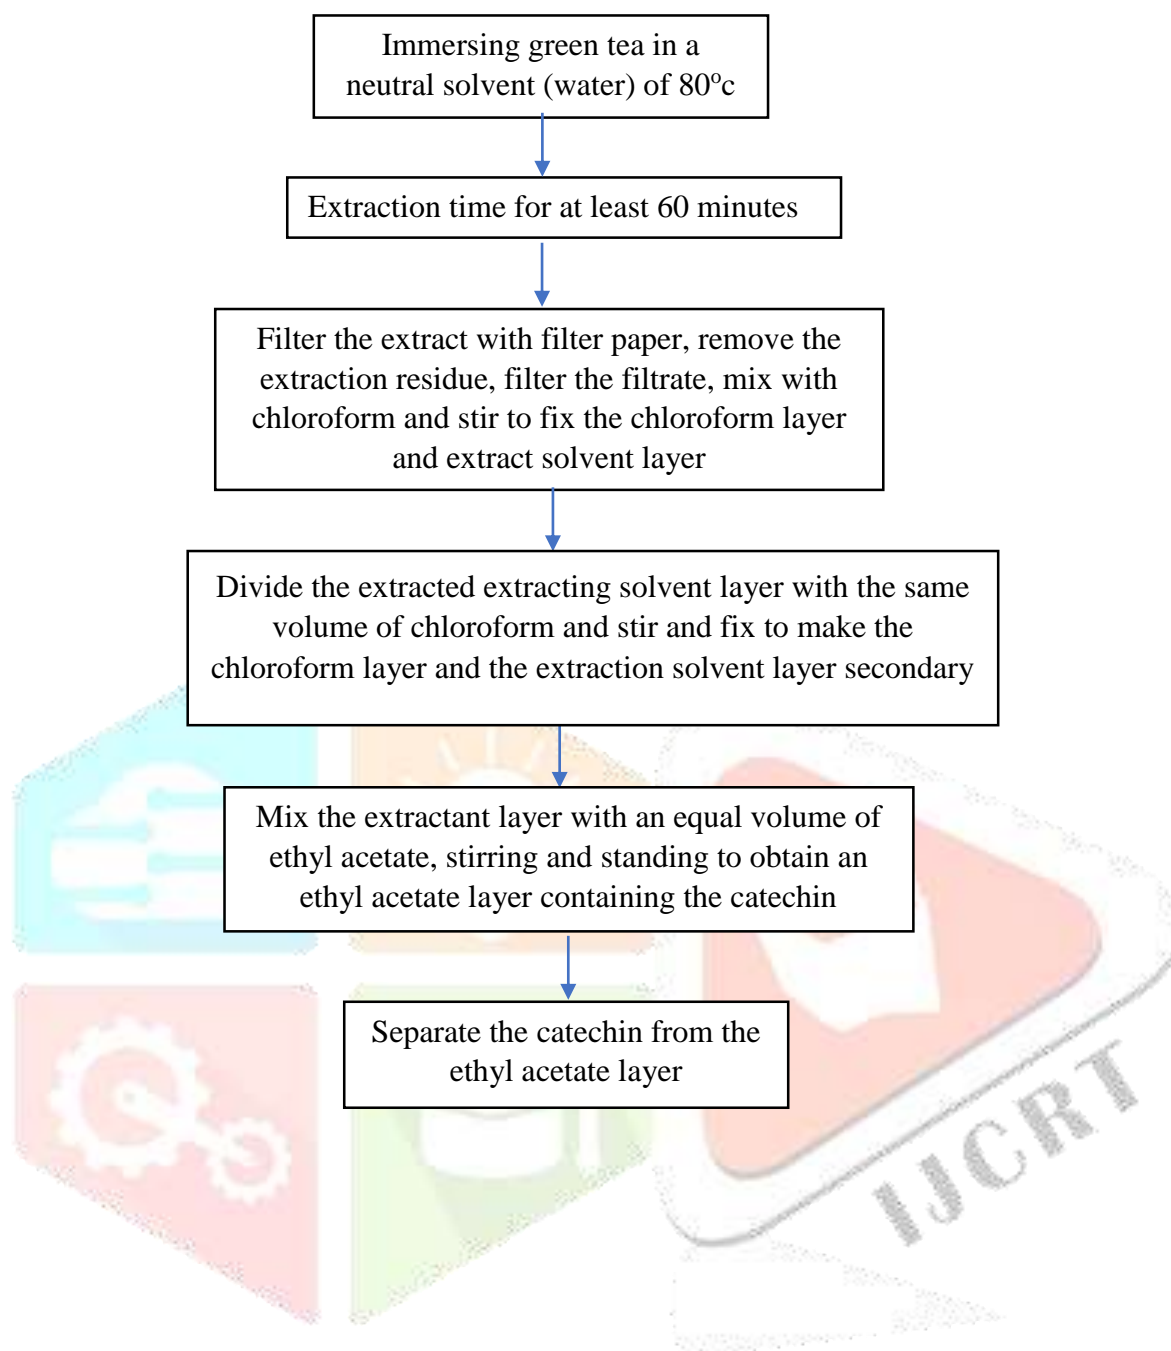 Immersing green tea in a
neutral solvent (water) of 80°c
Extraction time for at least 60 minutes
Filter the extract with filter paper, remove the
extraction residue, filter the filtrate, mix with
chloroform and stir to fix the chloroform layer
and extract solvent layer
Divide the extracted extracting solvent layer with the same
volume of chloroform and stir and fix to make the
chloroform layer and the extraction solvent layer secondary
Mix the extractant layer with an equal volume of
ethyl acetate, stirring and standing to obtain an
ethyl acetate layer containing the catechin
Separate the catechin from the
ethyl acetate layer
IJCRT